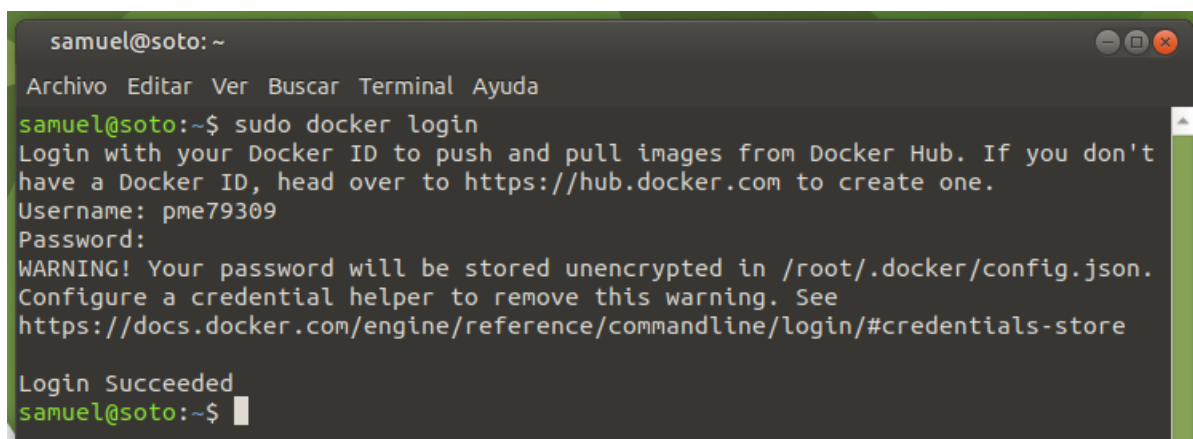 samuel@soto: ~
Archivo Editar Ver Buscar Terminal Ayuda
samuel@soto:~$ sudo docker login
Login with your Docker ID to push and pull images from Docker Hub. If you don't
have a Docker ID, head over to https://hub.docker.com to create one.
Username: pme79309
Password:
WARNING! Your password will be stored unencrypted in /root/.docker/config.json.
Configure a credential helper to remove this warning. See
https://docs.docker.com/engine/reference/commandline/login/#credentials-store
Login Succeeded
samuel@soto:~$